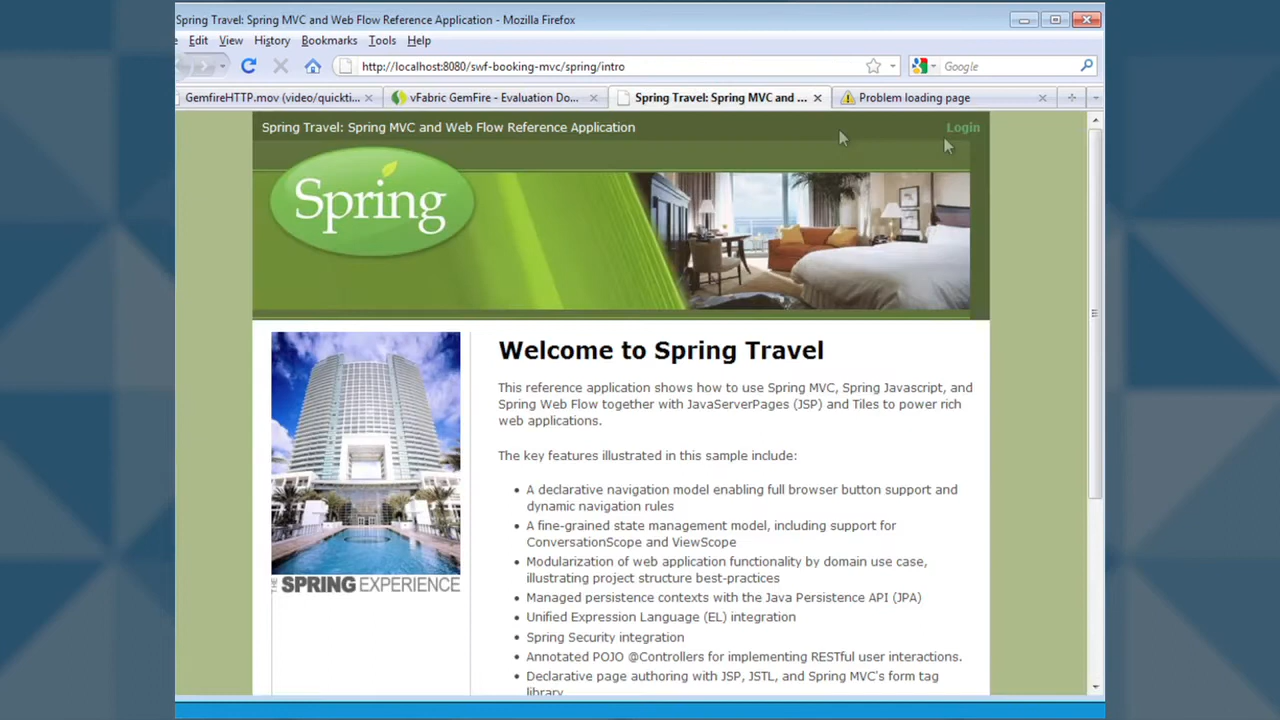 Spring Travel: Spring MVC and Web Flow Reference Application - Mozilla Firefox
Edit View History Bookmarks Tools Help
http://localhost:8080/swf-booking-mvc/spring/intro
Google
GemfireHTTP.mov (video/quickti...
vFabric GemFire - Evaluation Do...
Spring Travel: Spring MVC and ...
Problem loading page
Spring Travel: Spring MVC and Web Flow Reference Application
Login
Spring
Welcome to Spring Travel
This reference application shows how to use Spring MVC, Spring Javascript, and
Spring Web Flow together with JavaServerPages (JSP) and Tiles to power rich
web applications.
The key features illustrated in this sample include:
• A declarative navigation model enabling full browser button support and
dynamic navigation rules
• A fine-grained state management model, including support for
ConversationScope and ViewScope
• Modularization of web application functionality by domain use case,
illustrating project structure best-practices
• Managed persistence contexts with the Java Persistence API (JPA)
• Unified Expression Language (EL) integration
• Spring Security integration
• Annotated POJO @Controllers for implementing RESTful user interactions.
• Declarative page authoring with JSP, JSTL, and Spring MVC's form tag
library
THE SPRING EXPERIENCE